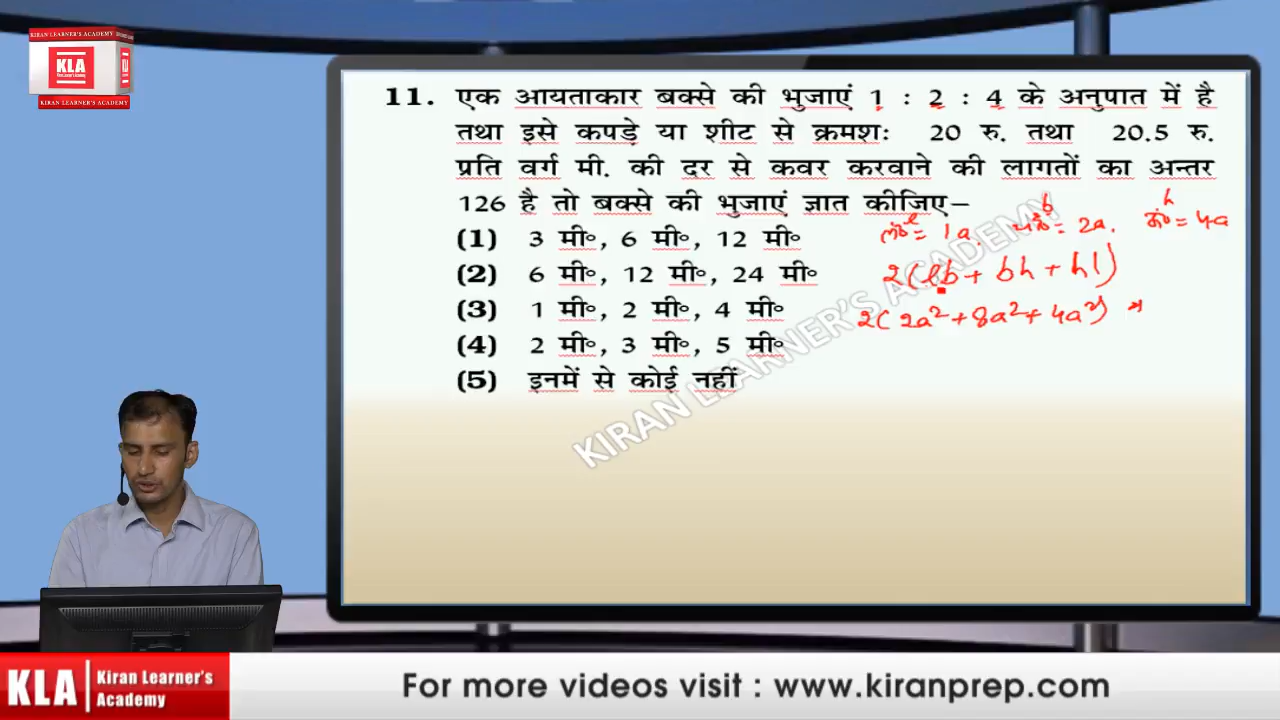 KIRAN LEARNER'S ACADEMY
KLA
KIRAN LEARNER'S ACADEMY
11. एक आयताकार बक्से की भुजाएं 1 : 2 : 4 के अनुपात में है
तथा इसे कपड़े या शीट से क्रमशः 20 रु. तथा 20.5 रु.
प्रति वर्ग मी. की दर से कवर करवाने की लागतों का अन्तर
126 है तो बक्से की भुजाएं ज्ञात कीजिए–
(1) 3 मी॰, 6 मी॰, 12 मी॰
(2) 6 मी॰, 12 मी॰, 24 मी॰
(3) 1 मी॰, 2 मी॰, 4 मी॰
(4) 2 मी॰, 3 मी॰, 5 मी॰
(5) इनमें से कोई नहीं
l b h
लं॰ = 1a, चौ॰ = 2a, ऊं॰ = 4a
2(lb + bh + hl)
2(2a² + 8a² + 4a²)
KIRAN LEARNER'S ACADEMY
KLA Kiran Learner's
Academy
For more videos visit : www.kiranprep.com